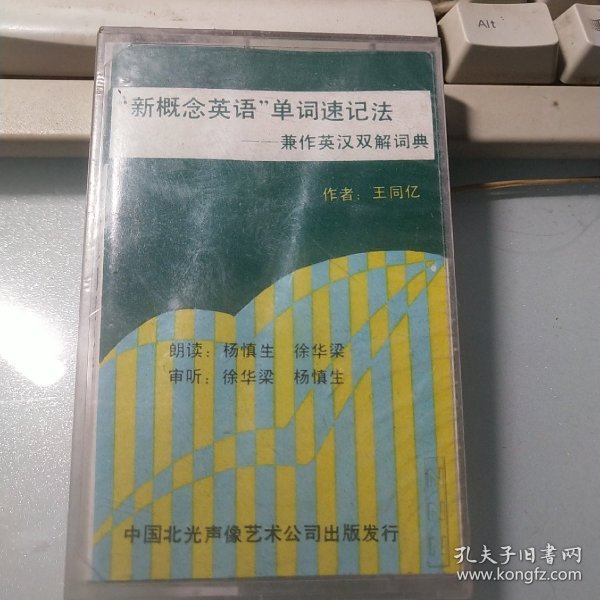 Alt
"新概念英语"单词速记法
——兼作英汉双解词典
作者：王同亿
朗读：杨慎生 徐华梁
审听：徐华梁 杨慎生
中国北光声像艺术公司出版发行
孔夫子旧书网
www.kongfz.com